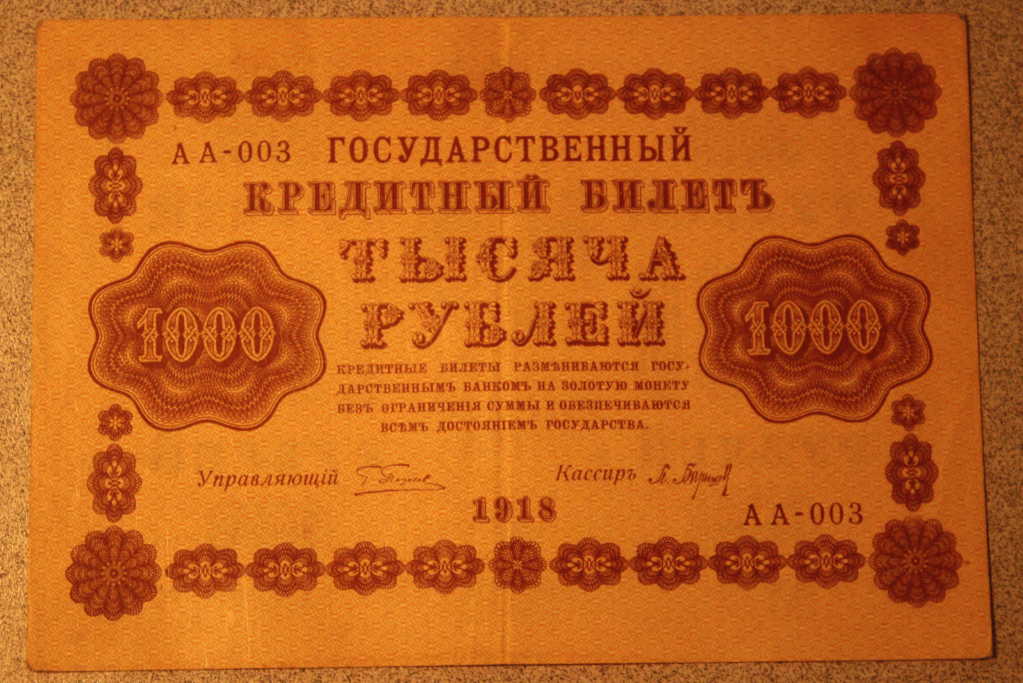 АА-003 ГОСУДАРСТВЕННЫЙ
КРЕДИТНЫЙ БИЛЕТЪ
ТЫСЯЧА
РУБЛЕЙ
1000
1000
КРЕДИТНЫЕ БИЛЕТЫ РАЗМѢНИВАЮТСЯ ГОСУ-
ДАРСТВЕННЫМЪ БАНКОМЪ НА ЗОЛОТУЮ МОНЕТУ
БЕЗЪ ОГРАНИЧЕНІЯ СУММЫ И ОБЕЗПЕЧИВАЮТСЯ
ВСѢМЪ ДОСТОЯНІЕМЪ ГОСУДАРСТВА.
Управляющій
Кассиръ
1918
АА-003